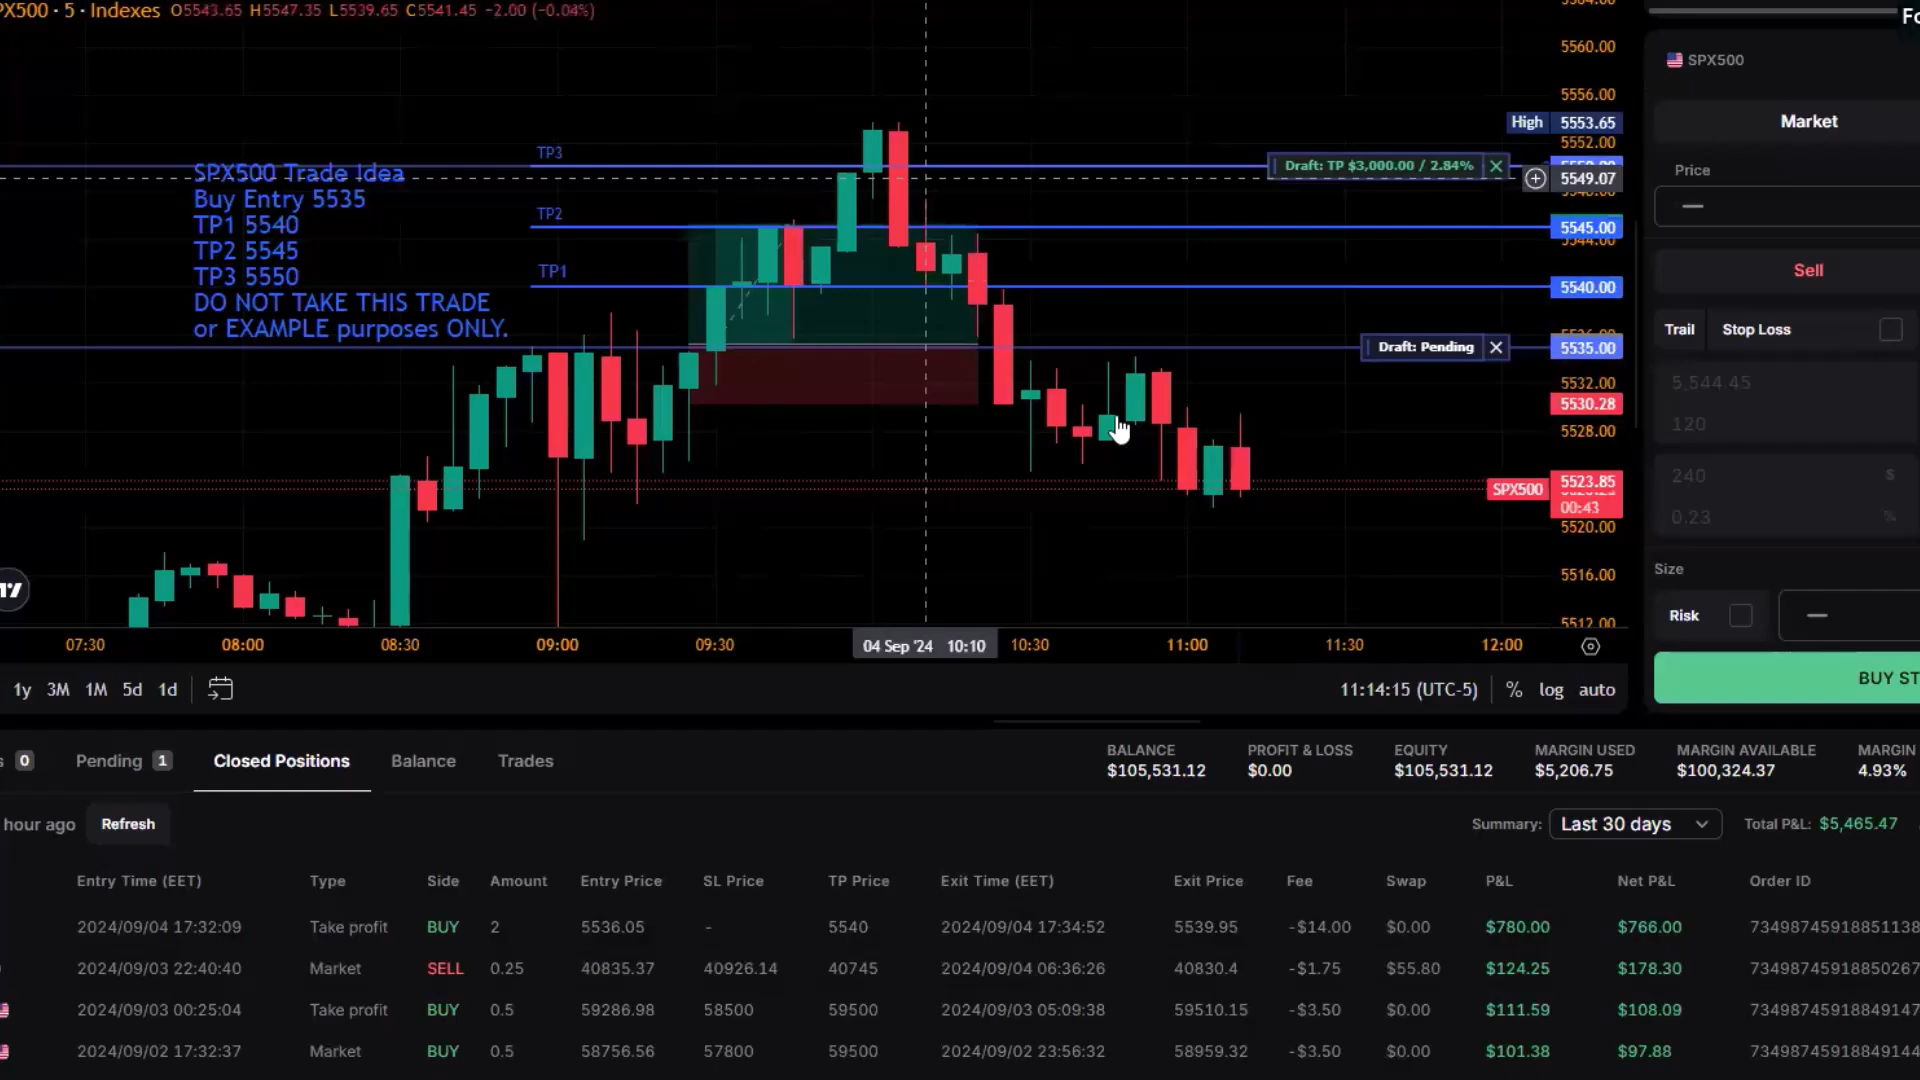 PX500 · 5 · Indexes O5543.65 H5547.35 L5539.65 C5541.45 −2.00 (−0.04%)
5560.00
5556.00
High 5553.65
5552.00
TP3
Draft: TP $3,000.00 / 2.84%
5549.07
SPX500 Trade Idea
Buy Entry 5535
TP1 5540
TP2 5545
TP3 5550
DO NOT TAKE THIS TRADE
or EXAMPLE purposes ONLY.
TP2
5545.00
TP1
5540.00
Draft: Pending
5535.00
5532.00
5530.28
5528.00
SPX500
5523.85
00:43
5520.00
5516.00
5512.00
07:30 08:00 08:30 09:00 09:30 04 Sep '24 10:10 10:30 11:00 11:30 12:00
1y 3M 1M 5d 1d
11:14:15 (UTC-5) % log auto
Fo
SPX500
Market
Price
Sell
Trail Stop Loss
5,544.45
120
240 $
0.23 %
Size
Risk
BUY ST
s 0 Pending 1 Closed Positions Balance Trades
BALANCE PROFIT & LOSS EQUITY MARGIN USED MARGIN AVAILABLE MARGIN
$105,531.12 $0.00 $105,531.12 $5,206.75 $100,324.37 4.93%
hour ago Refresh
Summary: Last 30 days Total P&L: $5,465.47
Entry Time (EET) Type Side Amount Entry Price SL Price TP Price Exit Time (EET) Exit Price Fee Swap P&L Net P&L Order ID
2024/09/04 17:32:09 Take profit BUY 2 5536.05 - 5540 2024/09/04 17:34:52 5539.95 -$14.00 $0.00 $780.00 $766.00 73498745918851138
2024/09/03 22:40:40 Market SELL 0.25 40835.37 40926.14 40745 2024/09/04 06:36:26 40830.4 -$1.75 $55.80 $124.25 $178.30 73498745918850267
2024/09/03 00:25:04 Take profit BUY 0.5 59286.98 58500 59500 2024/09/03 05:09:38 59510.15 -$3.50 $0.00 $111.59 $108.09 73498745918849147
2024/09/02 17:32:37 Market BUY 0.5 58756.56 57800 59500 2024/09/02 23:56:32 58959.32 -$3.50 $0.00 $101.38 $97.88 73498745918849144